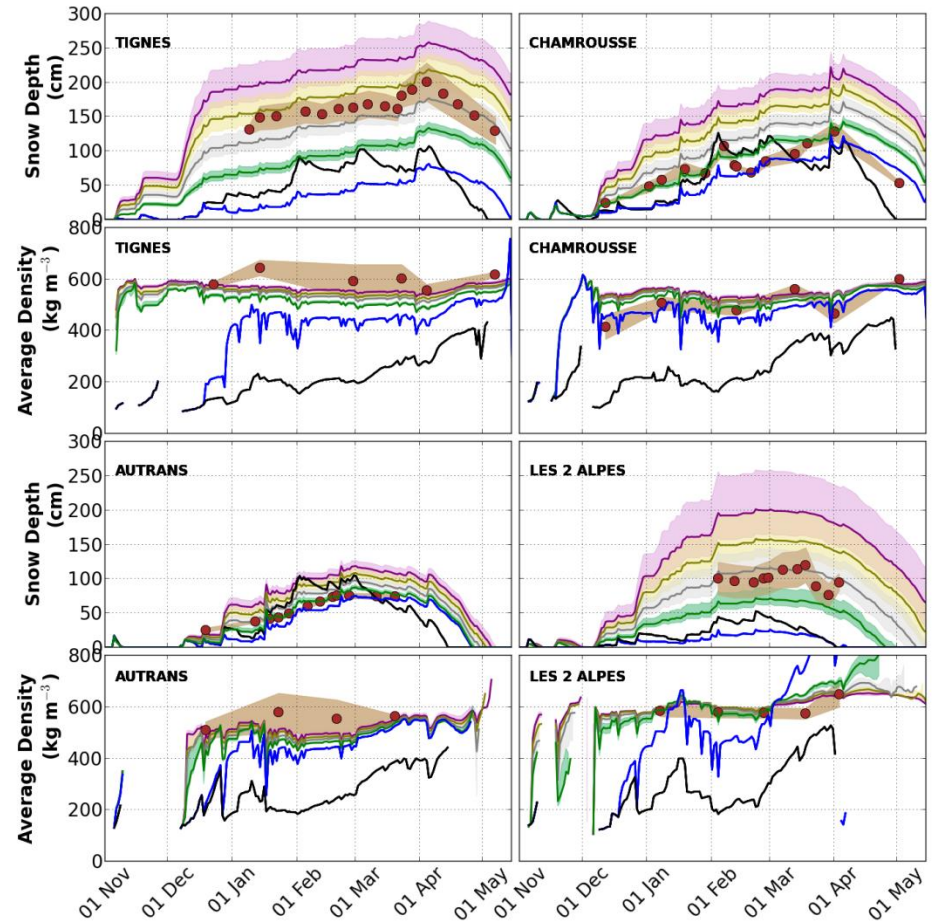 TIGNES
CHAMROUSSE
Snow Depth
(cm)
300
250
200
150
100
50
0
TIGNES
CHAMROUSSE
Average Density
(kg m⁻³)
800
600
400
200
0
AUTRANS
LES 2 ALPES
Snow Depth
(cm)
300
250
200
150
100
50
0
AUTRANS
LES 2 ALPES
Average Density
(kg m⁻³)
800
600
400
200
0
01 Nov
01 Dec
01 Jan
01 Feb
01 Mar
01 Apr
01 May
01 Nov
01 Dec
01 Jan
01 Feb
01 Mar
01 Apr
01 May